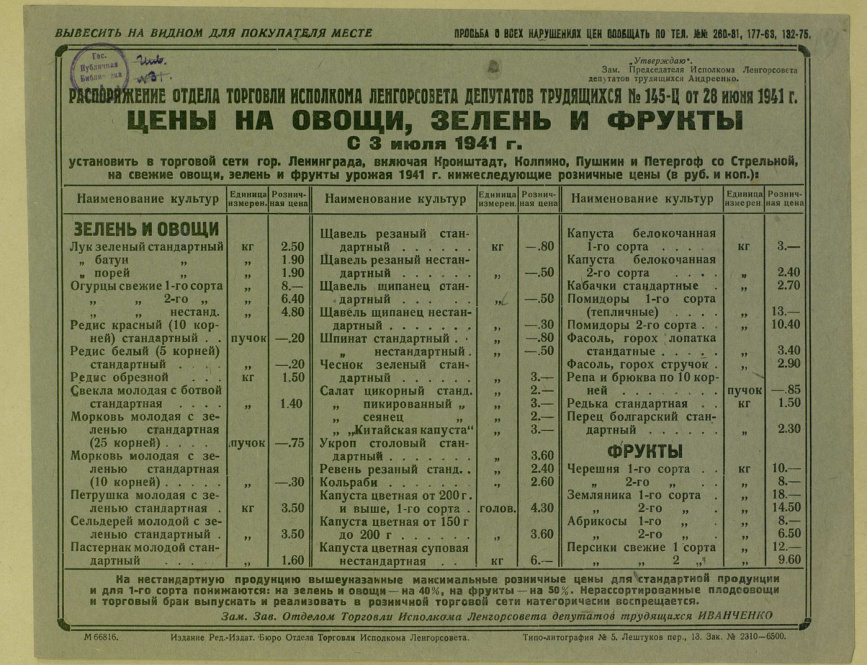 ВЫВЕСИТЬ НА ВИДНОМ ДЛЯ ПОКУПАТЕЛЯ МЕСТЕ
ПРОСЬБА О ВСЕХ НАРУШЕНИЯХ ЦЕН СООБЩАТЬ ПО ТЕЛ. №№ 260-81, 177-63, 132-75.
Гос.
Публичная
Библиотека
„Утверждаю“.
Зам. Председателя Исполкома Ленгорсовета
депутатов трудящихся Андреенко.
РАСПОРЯЖЕНИЕ ОТДЕЛА ТОРГОВЛИ ИСПОЛКОМА ЛЕНГОРСОВЕТА ДЕПУТАТОВ ТРУДЯЩИХСЯ № 145-Ц от 28 июня 1941 г.
ЦЕНЫ НА ОВОЩИ, ЗЕЛЕНЬ И ФРУКТЫ
С 3 июля 1941 г.
установить в торговой сети гор. Ленинграда, включая Кронштадт, Колпино, Пушкин и Петергоф со Стрельной,
на свежие овощи, зелень и фрукты урожая 1941 г. нижеследующие розничные цены (в руб. и коп.):
Наименование культур Единица измерен. Рознич-ная цена
ЗЕЛЕНЬ И ОВОЩИ
Лук зеленый стандартный кг 2.50
„ батун „ „ 1.90
„ порей „ „ 1.90
Огурцы свежие 1-го сорта „ 8.—
„ „ 2-го „ „ 6.40
„ „ нестанд. „ 4.80
Редис красный (10 кор-
ней) стандартный . . пучок —.20
Редис белый (5 корней)
стандартный . . . „ —.20
Редис обрезной . . . кг 1.50
Свекла молодая с ботвой
стандартная . . . . „ 1.40
Морковь молодая с зе-
ленью стандартная
(25 корней) . . . . пучок —.75
Морковь молодая с зе-
ленью стандартная
(10 корней) . . . . „ —.30
Петрушка молодая с зе-
ленью стандартная . кг 3.50
Сельдерей молодой с зе-
ленью стандартный . „ 3.50
Пастернак молодой стан-
дартный . . . . „ 1.60
Наименование культур Единица измерен. Рознич-ная цена
Щавель резаный стан-
дартный . . . . . . кг —.80
Щавель резаный нестан-
дартный . . . . . . „ —.50
Щавель щипанец стан-
дартный . . . . . . „ —.50
Щавель щипанец нестан-
дартный . . . . . . „ —.30
Шпинат стандартный . . „ —.80
„ нестандартный . „ —.50
Чеснок зеленый стан-
дартный . . . . . . „ 3.—
Салат цикорный станд. „ 2.—
„ пикированный „ „ 3.—
„ сеянец „ „ 2.—
„ „Китайская капуста“ „ 3.—
Укроп столовый стан-
дартный . . . . . . „ 3.60
Ревень резаный станд. . „ 2.40
Кольраби . . . . . . „ 2.60
Капуста цветная от 200 г.
и выше, 1-го сорта . голов. 4.30
Капуста цветная от 150 г
до 200 г . . . . . . „ 3.60
Капуста цветная суповая
нестандартная . . кг 6.—
Наименование культур Единица измерен. Рознич-ная цена
Капуста белокочанная
1-го сорта . . . . кг 3.—
Капуста белокочанная
2-го сорта . . . . „ 2.40
Кабачки стандартные . „ 2.70
Помидоры 1-го сорта
(тепличные) . . . . „ 13.—
Помидоры 2-го сорта . . „ 10.40
Фасоль, горох лопатка
стандатные . . . . . „ 3.40
Фасоль, горох стручок . „ 2.90
Репа и брюква по 10 кор-
ней . . . . . . . . пучок —.85
Редька стандартная . . кг 1.50
Перец болгарский стан-
дартный . . . . . . „ 2.30
ФРУКТЫ
Черешня 1-го сорта . . кг 10.—
„ 2-го „ . . „ 8.—
Земляника 1-го сорта . „ 18.—
„ 2-го „ . „ 14.50
Абрикосы 1-го „ . „ 8.—
„ 2-го „ . „ 6.50
Персики свежие 1 сорта „ 12.—
„ „ 2 „ „ 9.60
На нестандартную продукцию вышеуказанные максимальные розничные цены для стандартной продукции
и для 1-го сорта понижаются: на зелень и овощи — на 40%, на фрукты — на 50%. Нерассортированные плодоовощи
и торговый брак выпускать и реализовать в розничной торговой сети категорически воспрещается.
Зам. Зав. Отделом Торговли Исполкома Ленгорсовета депутатов трудящихся ИВАНЧЕНКО
М 66816.
Издание Ред.-Издат. Бюро Отдела Торговли Исполкома Ленгорсовета.
Типо-литография № 5. Лештуков пер., 13. Зак. № 2310—6500.